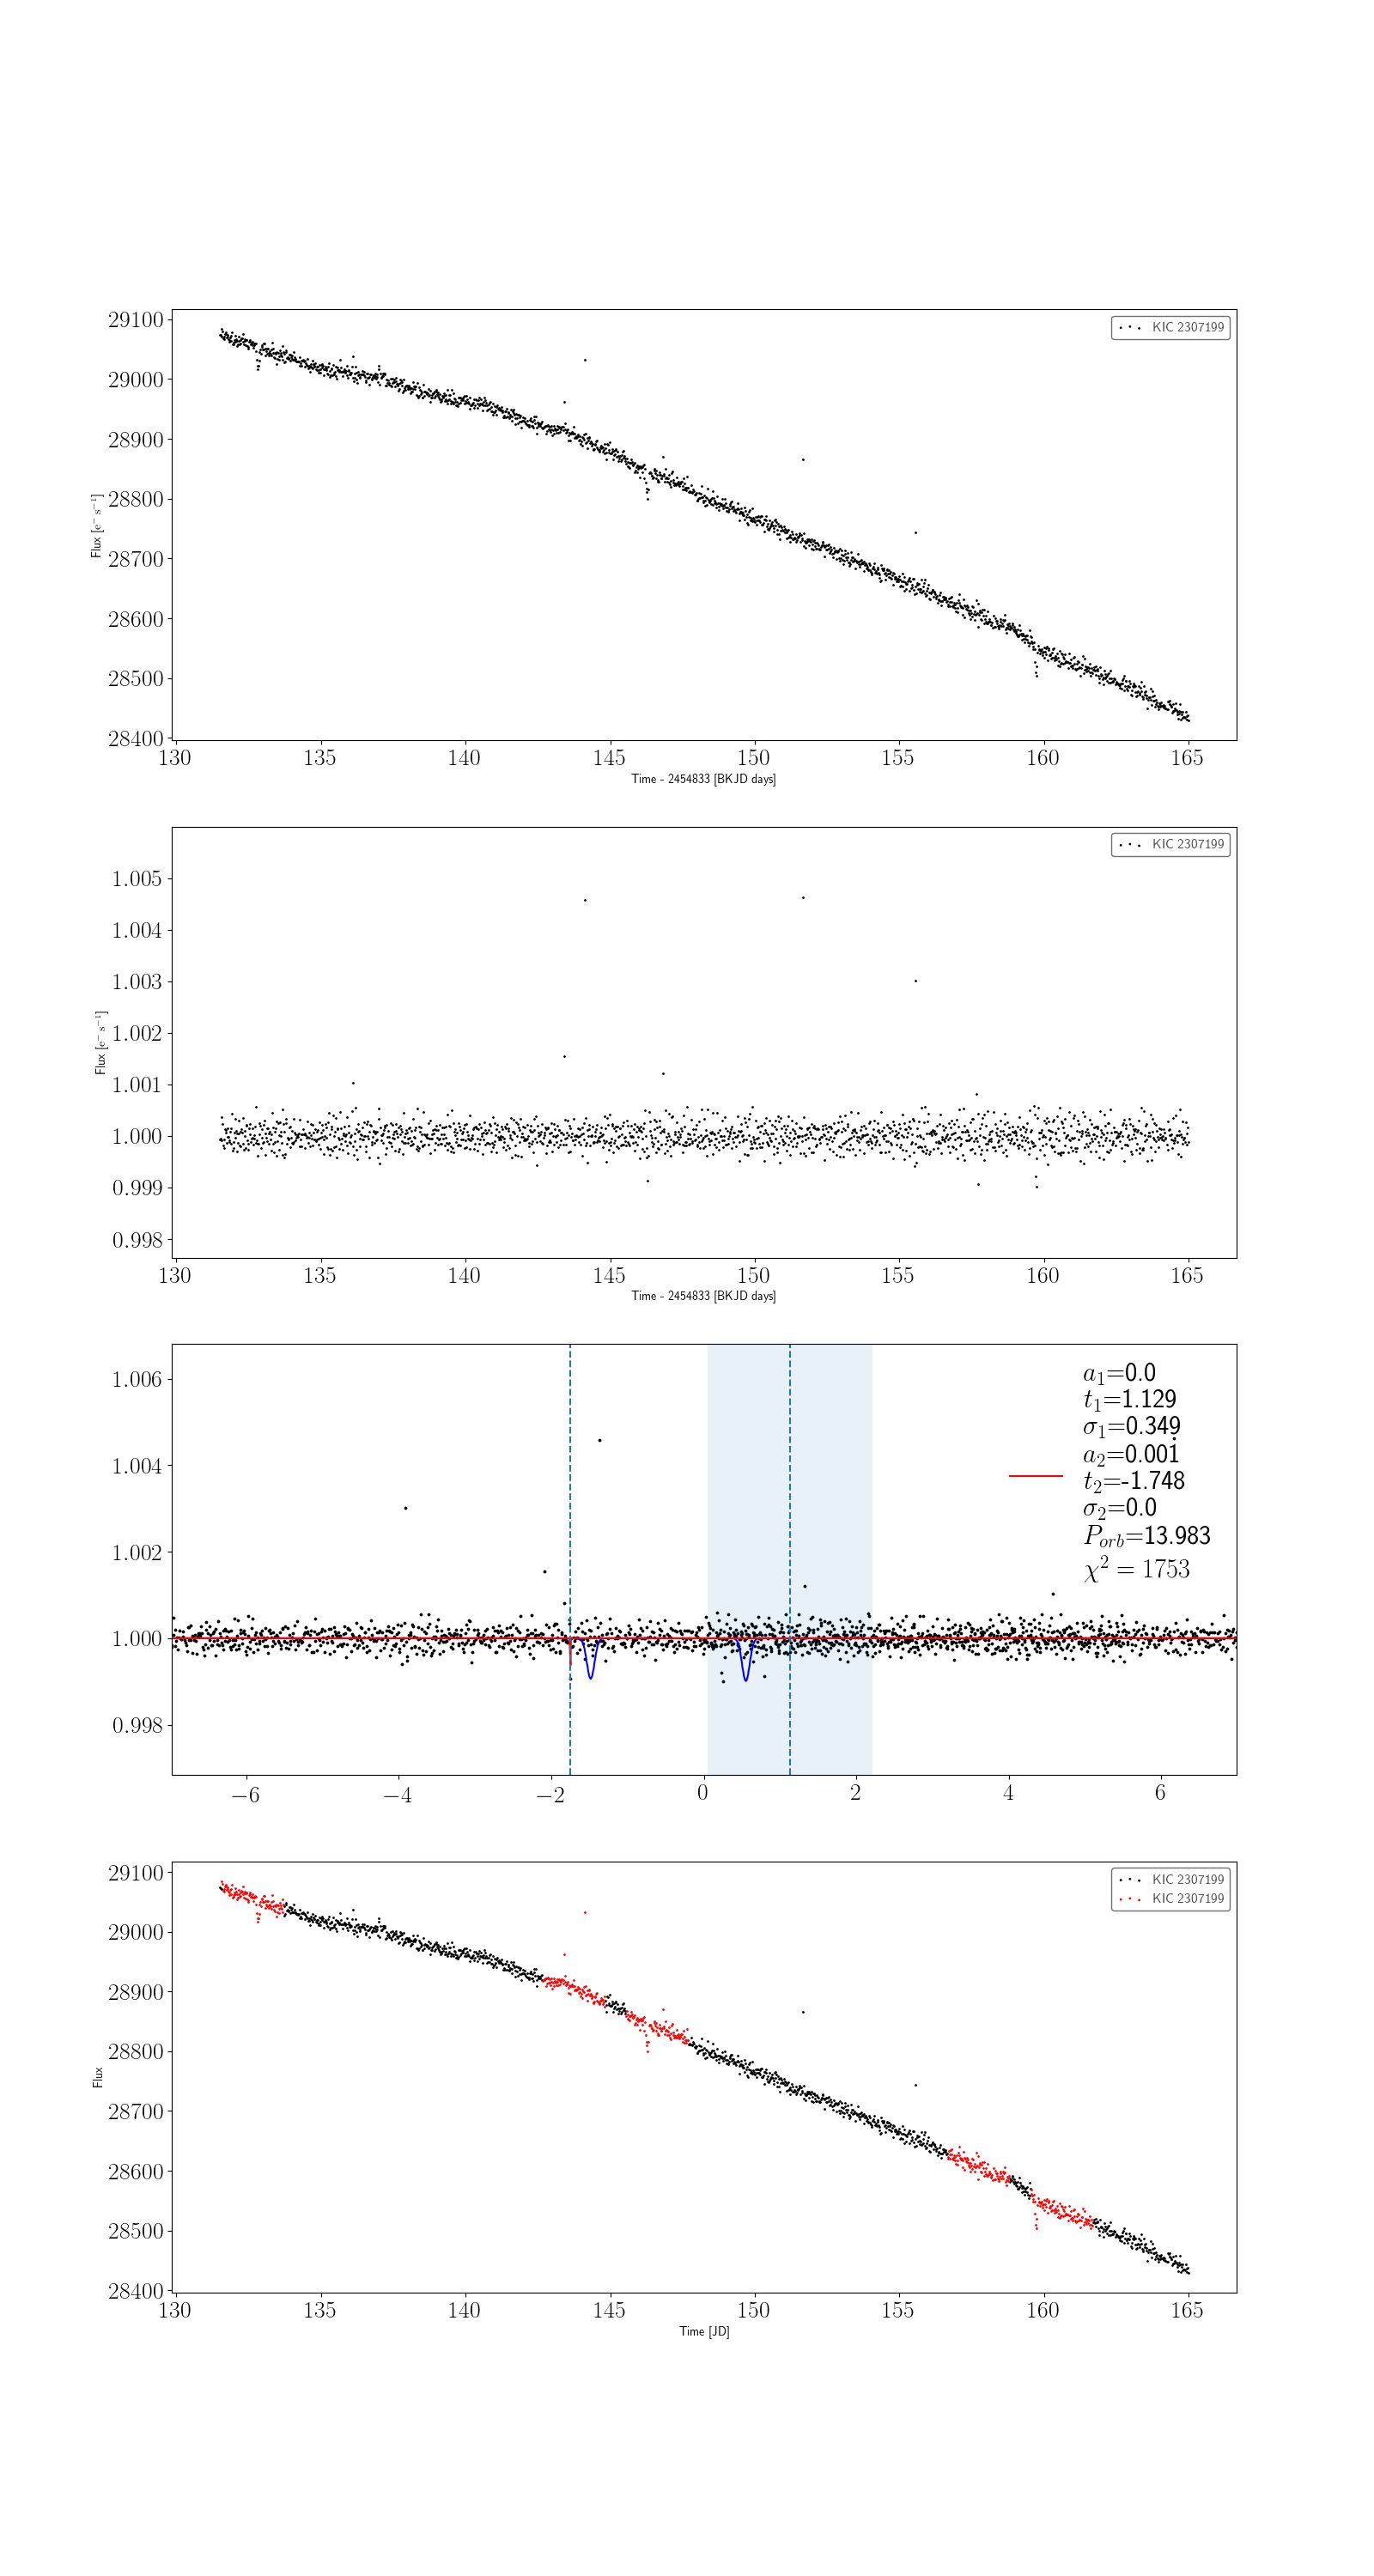 29100
29000
28900
28800
28700
28600
28500
28400
Flux [e⁻ s⁻¹]
KIC 2307199
130 135 140 145 150 155 160 165
Time - 2454833 [BKJD days]
1.005
1.004
1.003
1.002
1.001
1.000
0.999
0.998
Flux [e⁻ s⁻¹]
KIC 2307199
130 135 140 145 150 155 160 165
Time - 2454833 [BKJD days]
1.006
1.004
1.002
1.000
0.998
a₁=0.0
t₁=1.129
σ₁=0.349
a₂=0.001
t₂=-1.748
σ₂=0.0
P_orb=13.983
χ² = 1753
−6 −4 −2 0 2 4 6
29100
29000
28900
28800
28700
28600
28500
28400
Flux
KIC 2307199
KIC 2307199
130 135 140 145 150 155 160 165
Time [JD]